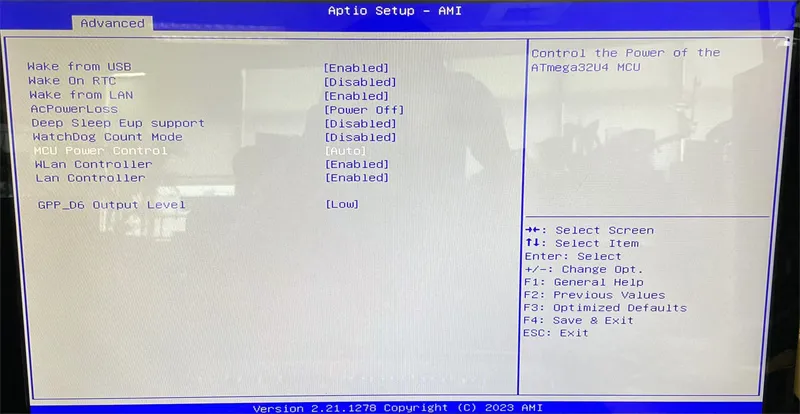 Aptio Setup - AMI
Advanced
Wake from USB [Enabled]
Wake On RTC [Disabled]
Wake from LAN [Enabled]
AcPowerLoss [Power Off]
Deep Sleep Eup support [Disabled]
WatchDog Count Mode [Disabled]
MCU Power Control [Auto]
WLan Controller [Enabled]
Lan Controller [Enabled]
GPP_D6 Output Level [Low]
Control the Power of the
ATmega32U4 MCU
→←: Select Screen
↑↓: Select Item
Enter: Select
+/-: Change Opt.
F1: General Help
F2: Previous Values
F3: Optimized Defaults
F4: Save & Exit
ESC: Exit
Version 2.21.1278 Copyright (C) 2023 AMI